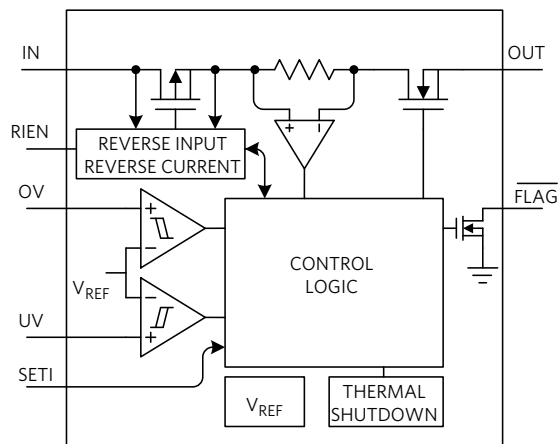 IN
OUT
RIEN
REVERSE INPUT
REVERSE CURRENT
+ −
OV
+
−
FLAG
VREF
CONTROL
LOGIC
−
+
UV
SETI
VREF
THERMAL
SHUTDOWN